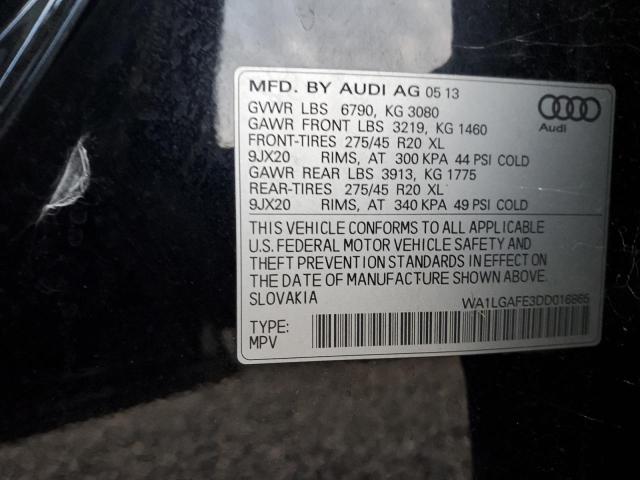 MFD. BY AUDI AG 05 13
GVWR LBS 6790, KG 3080
GAWR FRONT LBS 3219, KG 1460
FRONT-TIRES 275/45 R20 XL
9JX20 RIMS, AT 300 KPA 44 PSI COLD
GAWR REAR LBS 3913, KG 1775
REAR-TIRES 275/45 R20 XL
9JX20 RIMS, AT 340 KPA 49 PSI COLD
Audi
THIS VEHICLE CONFORMS TO ALL APPLICABLE
U.S. FEDERAL MOTOR VEHICLE SAFETY AND
THEFT PREVENTION STANDARDS IN EFFECT ON
THE DATE OF MANUFACTURE SHOWN ABOVE.
SLOVAKIA
WA1LGAFE3DD016865
TYPE:
MPV